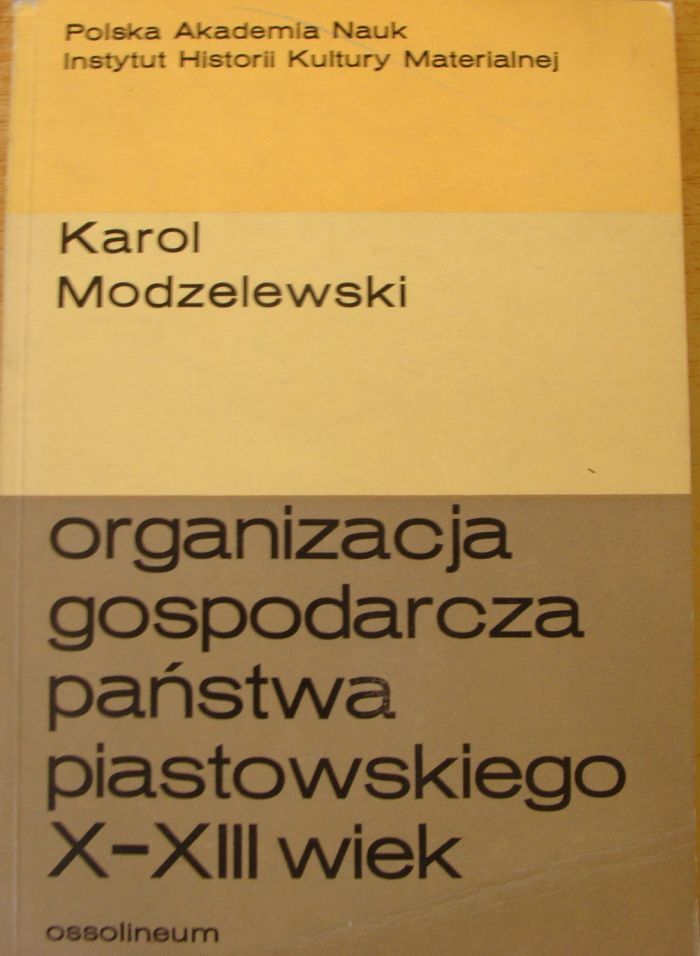 Polska Akademia Nauk
Instytut Historii Kultury Materialnej
Karol
Modzelewski
organizacja
gospodarcza
państwa
piastowskiego
X-XIII wiek
ossolineum